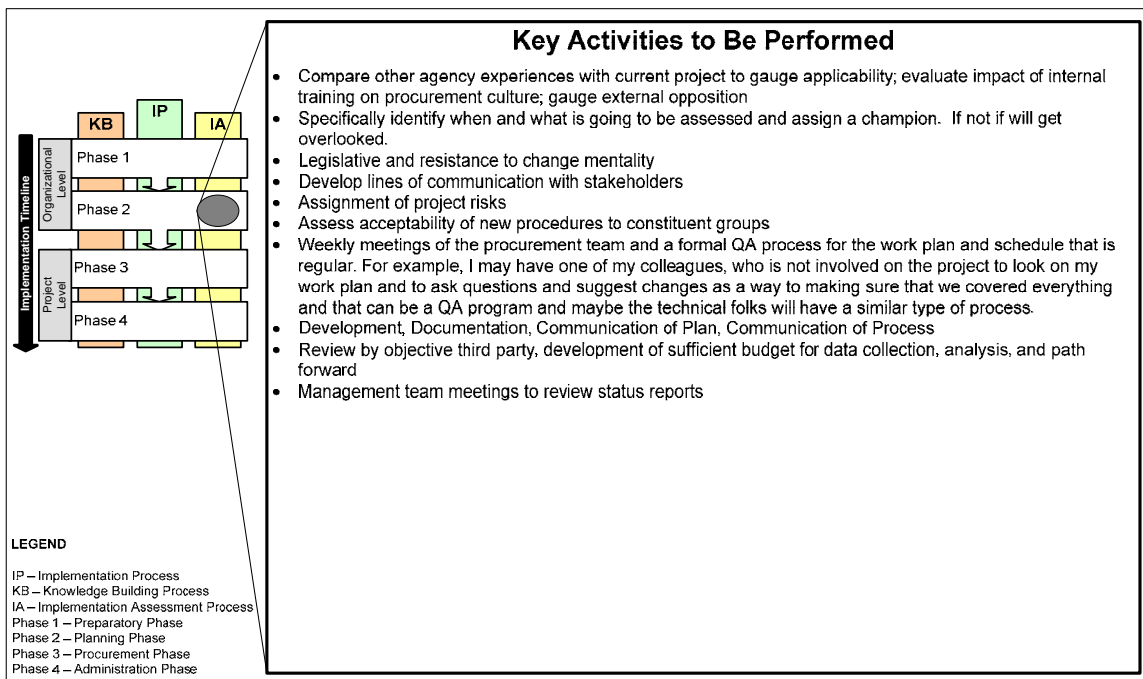 Key Activities to Be Performed
• Compare other agency experiences with current project to gauge applicability; evaluate impact of internal
training on procurement culture; gauge external opposition
• Specifically identify when and what is going to be assessed and assign a champion.  If not if will get
overlooked.
• Legislative and resistance to change mentality
• Develop lines of communication with stakeholders
• Assignment of project risks
• Assess acceptability of new procedures to constituent groups
• Weekly meetings of the procurement team and a formal QA process for the work plan and schedule that is
regular. For example, I may have one of my colleagues, who is not involved on the project to look on my
work plan and to ask questions and suggest changes as a way to making sure that we covered everything
and that can be a QA program and maybe the technical folks will have a similar type of process.
• Development, Documentation, Communication of Plan, Communication of Process
• Review by objective third party, development of sufficient budget for data collection, analysis, and path
forward
• Management team meetings to review status reports
KB
IP
IA
Implementation Timeline
Organizational
Level
Phase 1
Phase 2
Project
Level
Phase 3
Phase 4
LEGEND
IP – Implementation Process
KB – Knowledge Building Process
IA – Implementation Assessment Process
Phase 1 – Preparatory Phase
Phase 2 – Planning Phase
Phase 3 – Procurement Phase
Phase 4 – Administration Phase